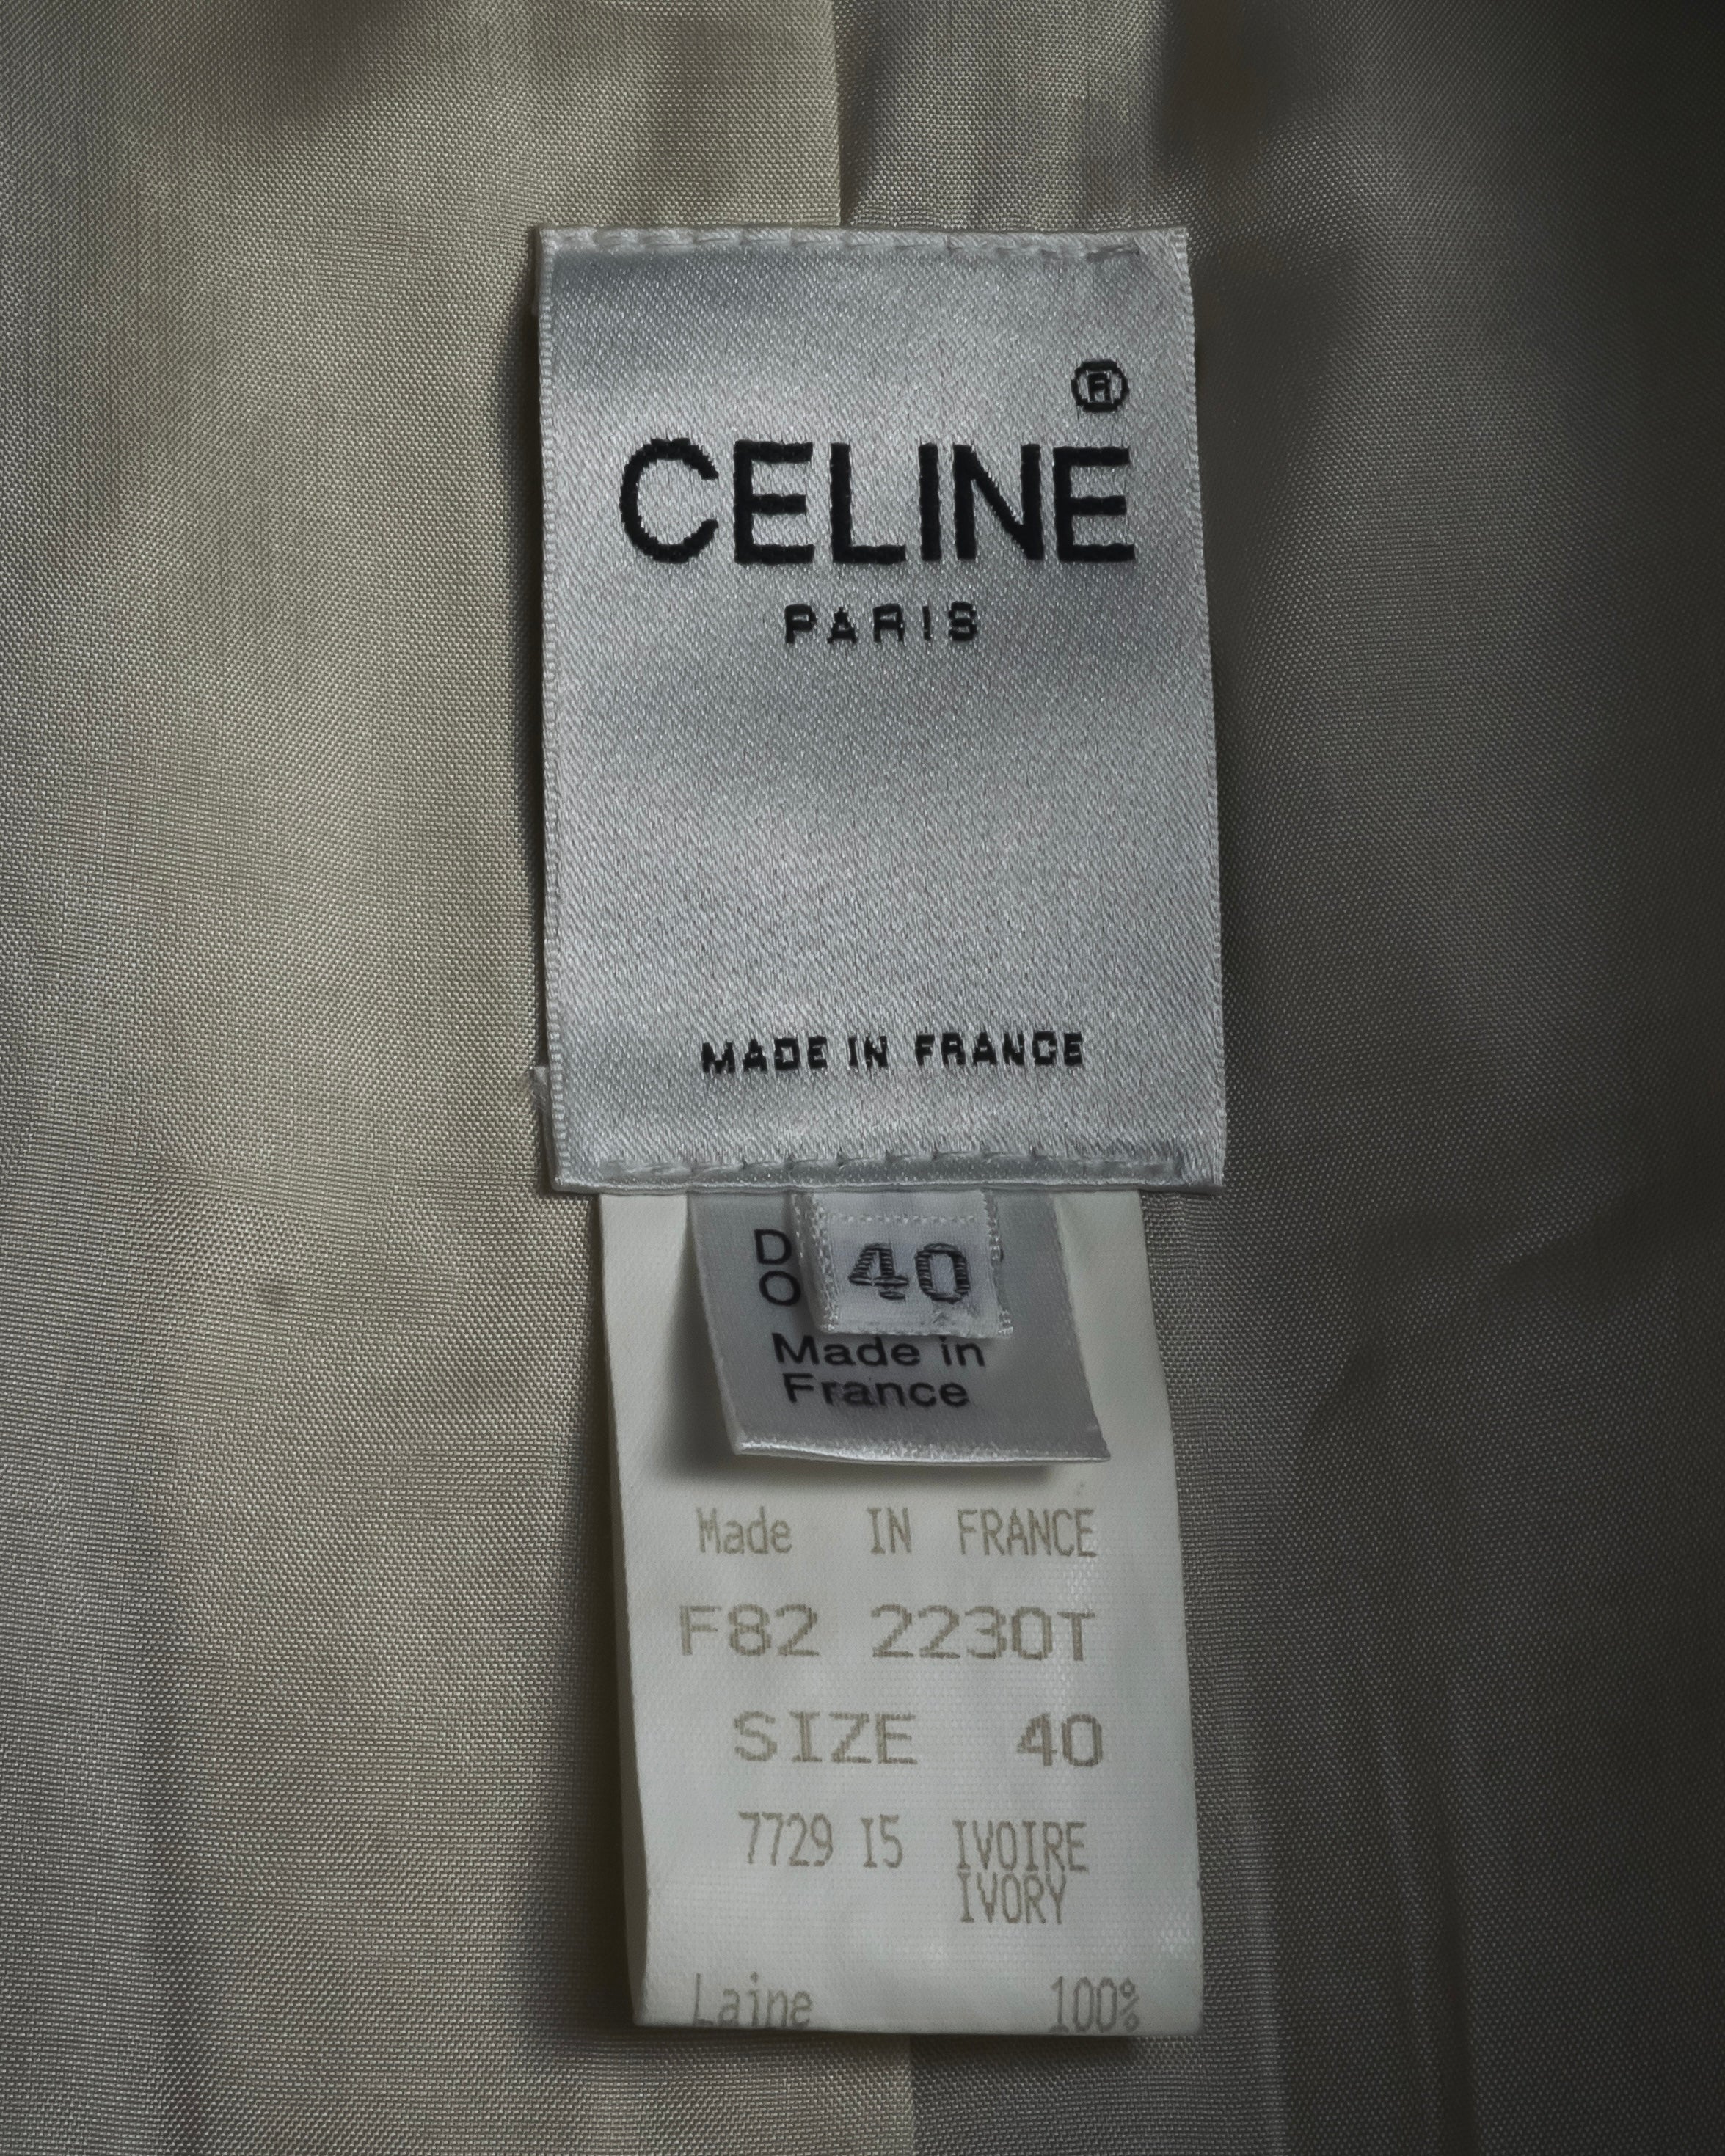 ®
CELINE
PARIS
MADE IN FRANCE
40
Made in
France
Made IN FRANCE
F82 2230T
SIZE 40
7729 I5 IVOIRE
IVORY
Laine 100%